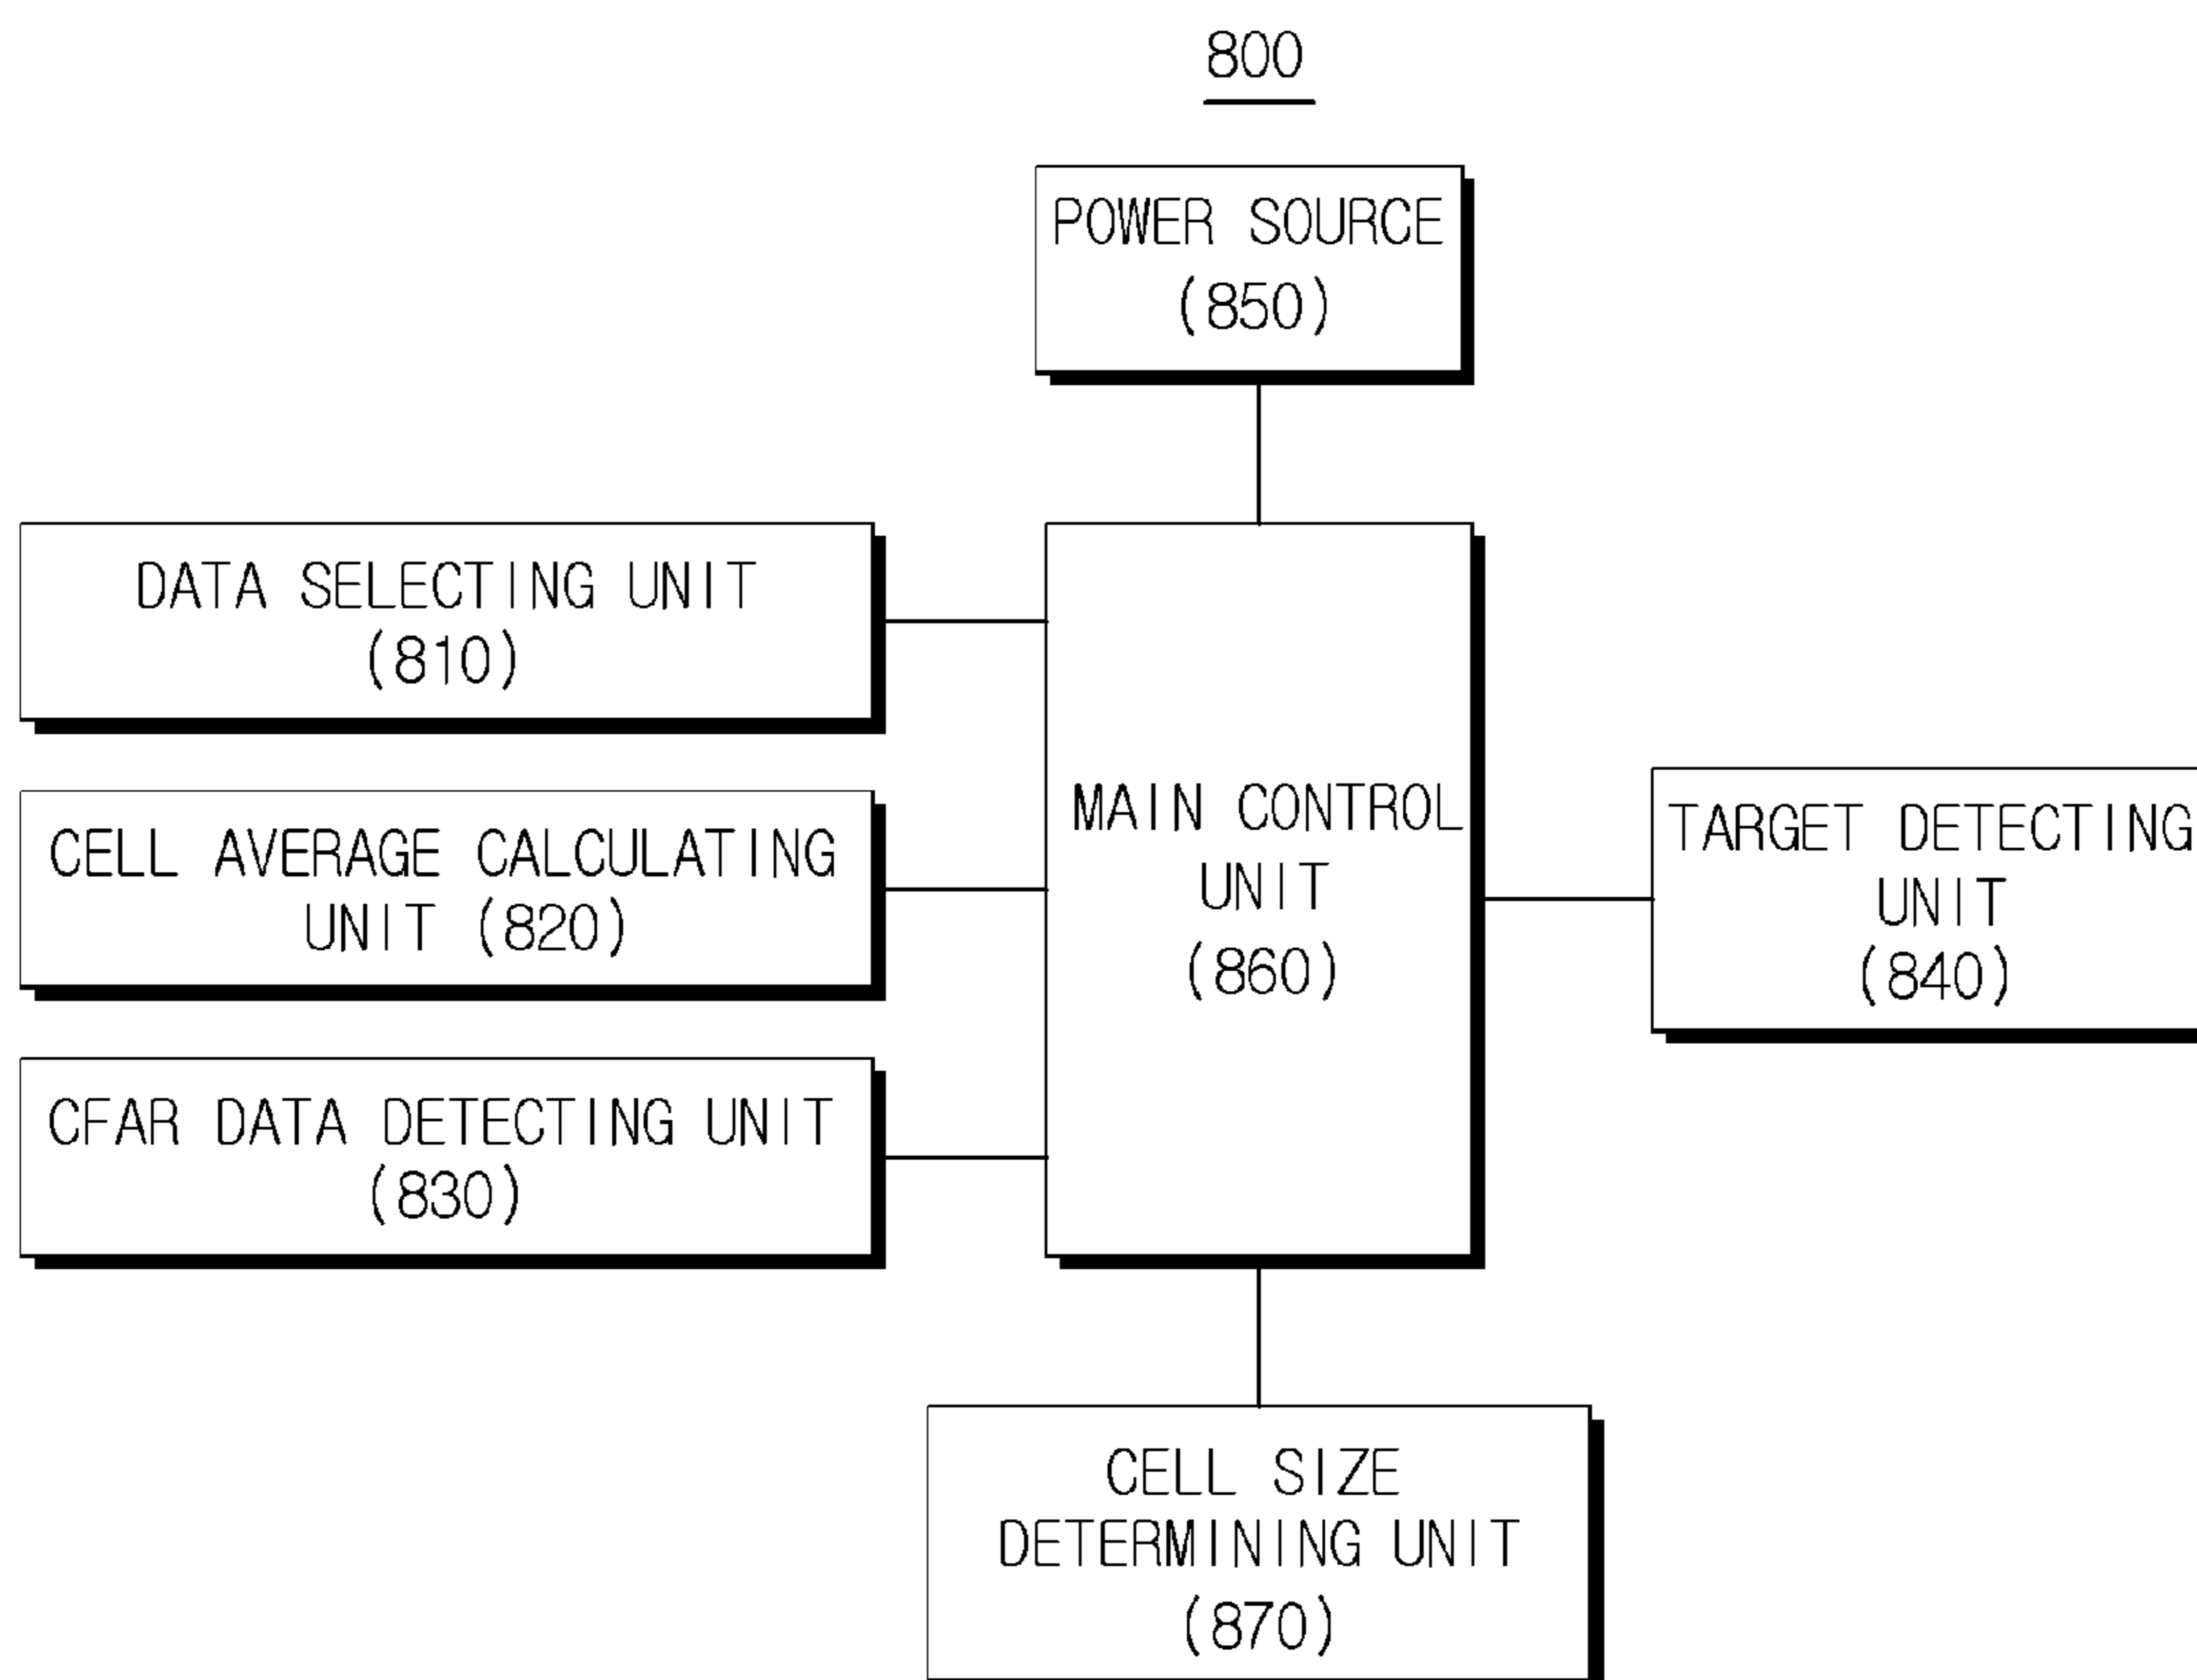 800
POWER SOURCE
(850)
DATA SELECTING UNIT
(810)
CELL AVERAGE CALCULATING
UNIT (820)
CFAR DATA DETECTING UNIT
(830)
MAIN CONTROL
UNIT
(860)
TARGET DETECTING
UNIT
(840)
CELL SIZE
DETERMINING UNIT
(870)